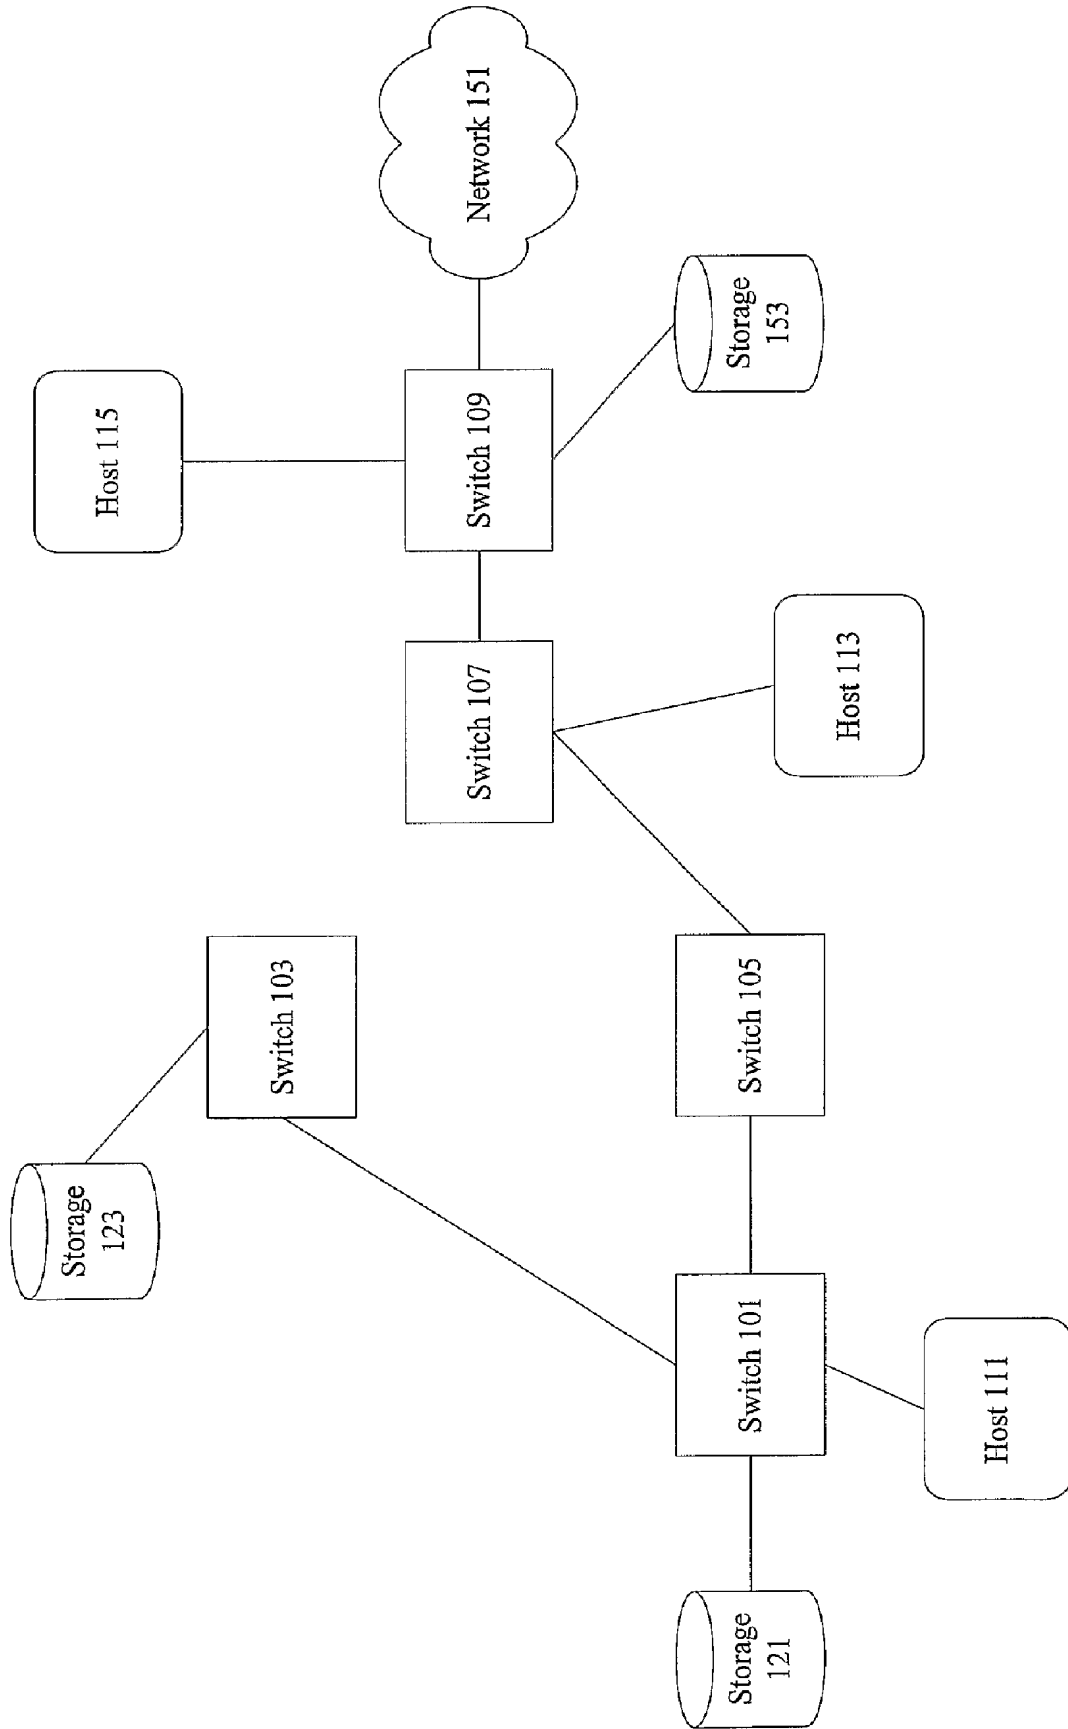 Storage
123
Switch 103
Host 115
Switch 107
Switch 109
Network 151
Storage
121
Switch 101
Switch 105
Storage
153
Host 111
Host 113